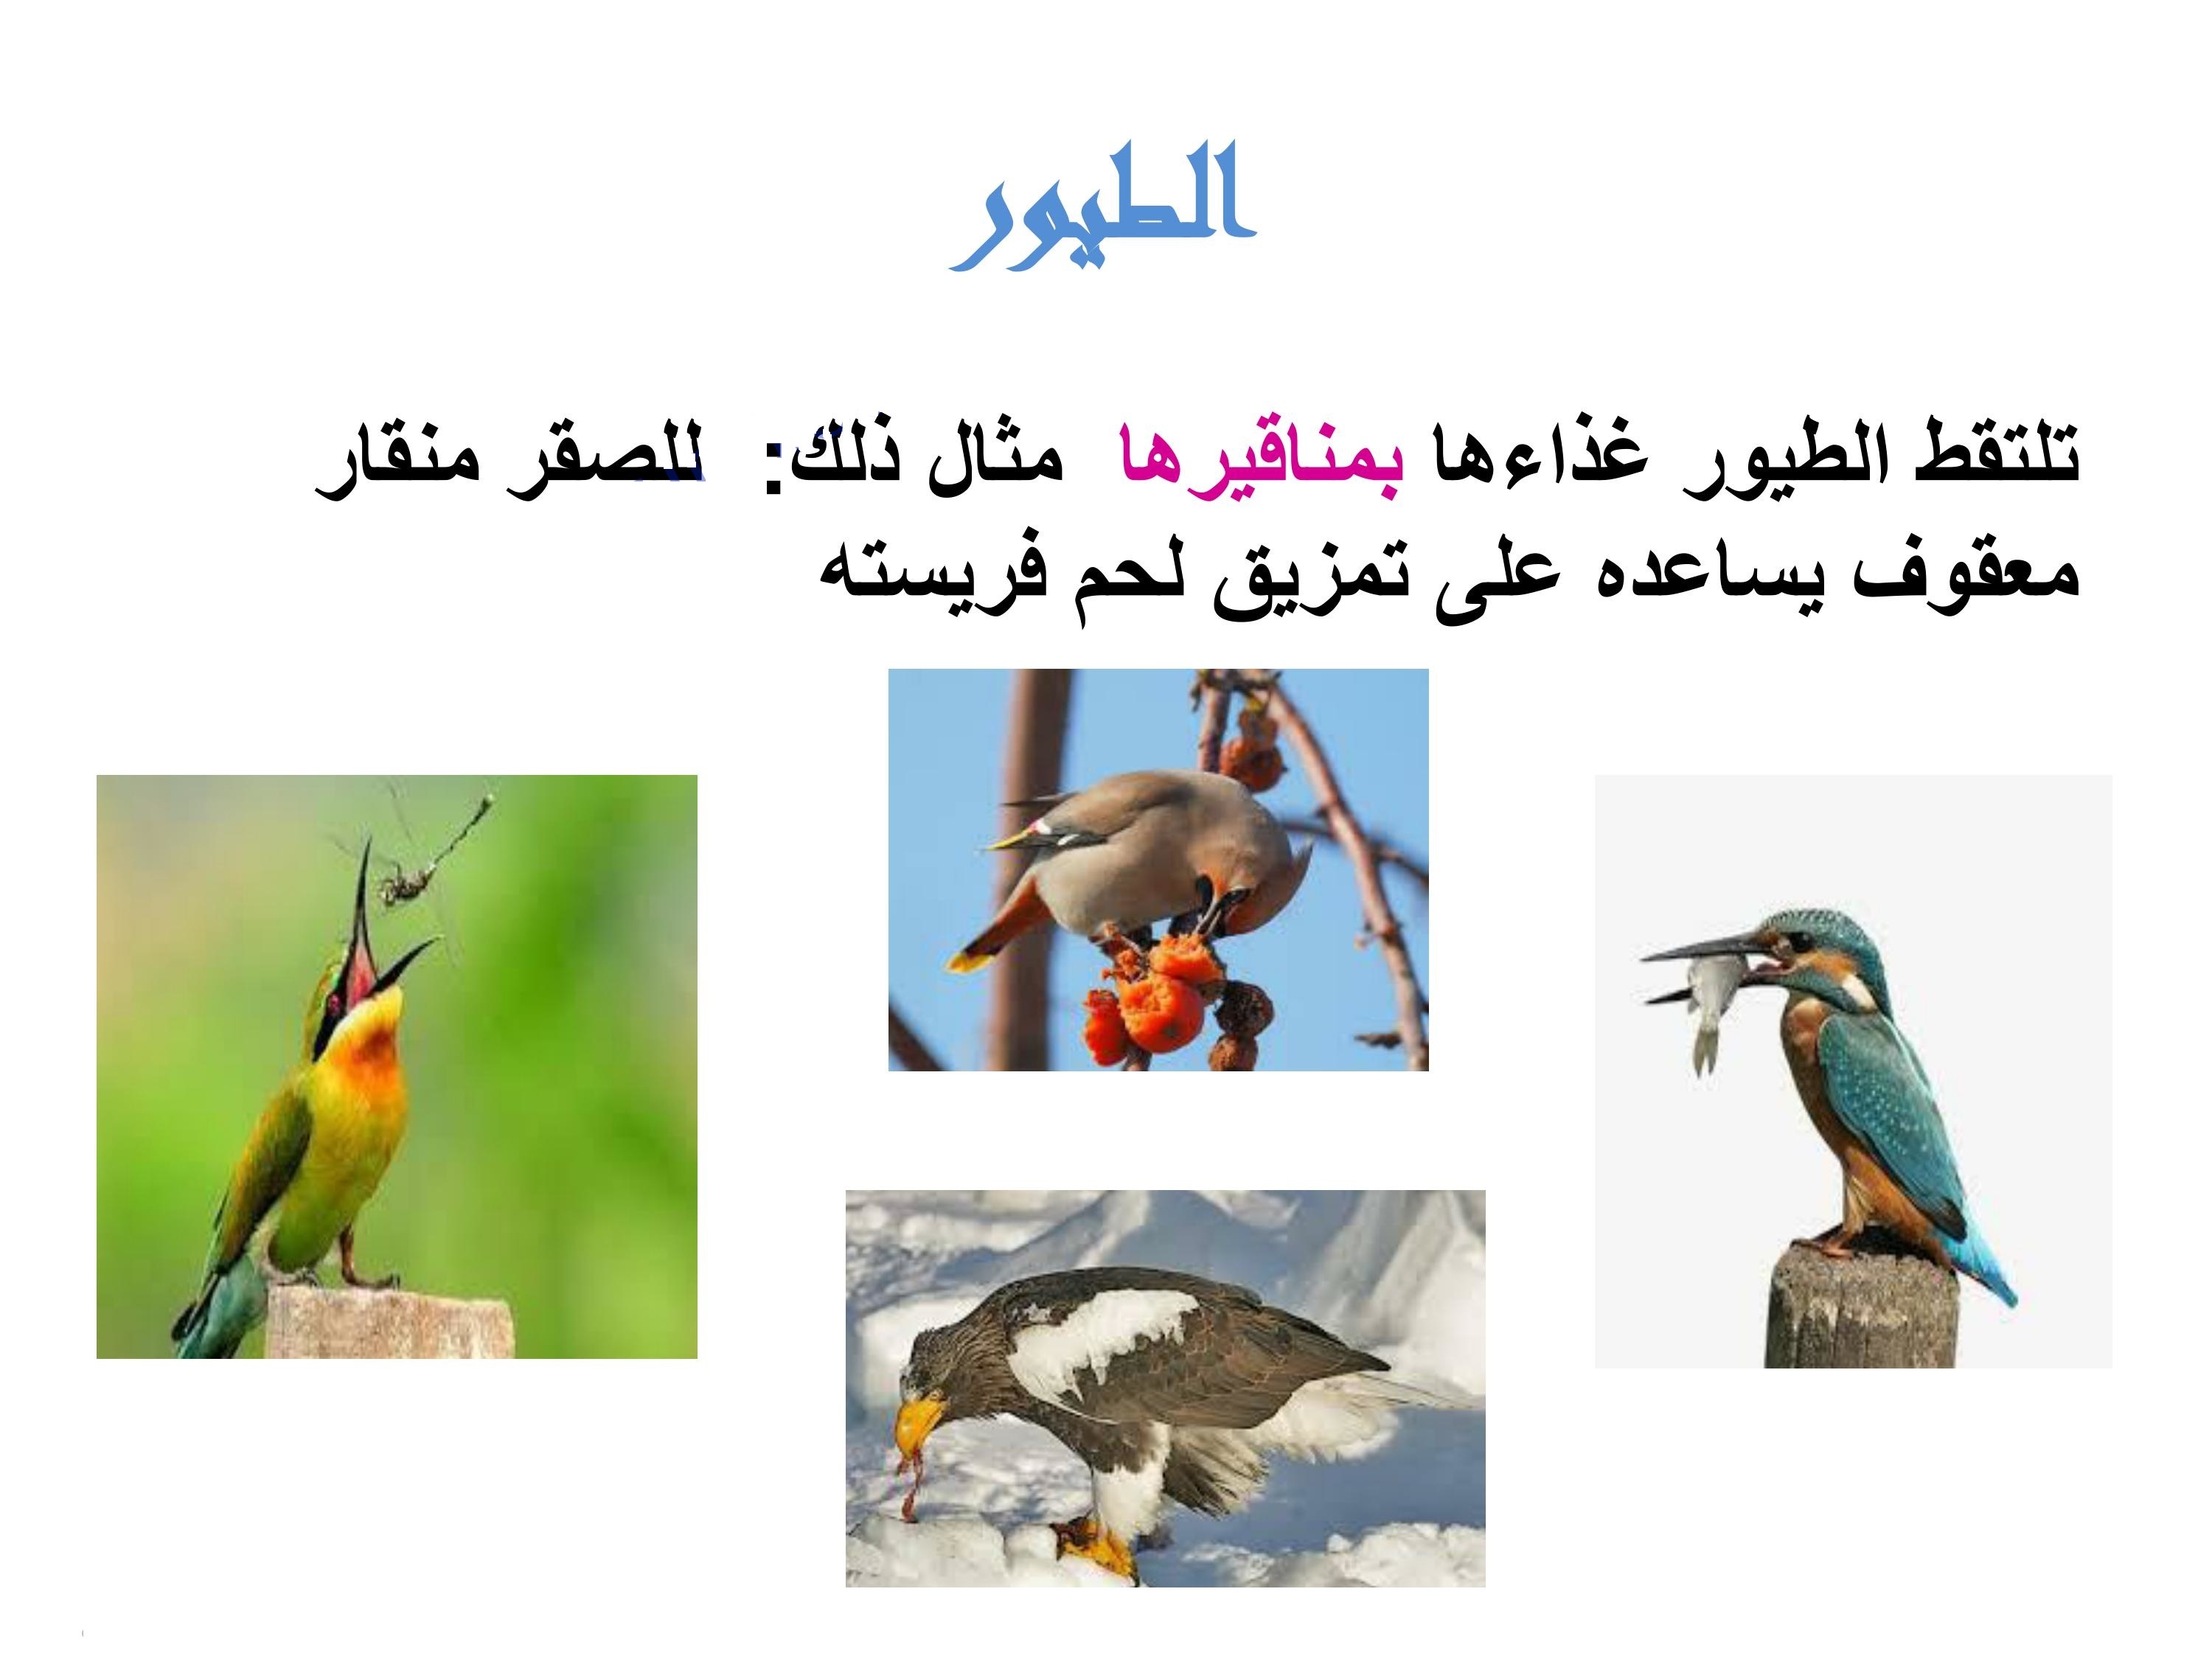 الطيور
تلتقط الطيور غذاءها بمناقيرها مثال ذلك: للصقر منقار
معقوف يساعده على تمزيق لحم فريسته